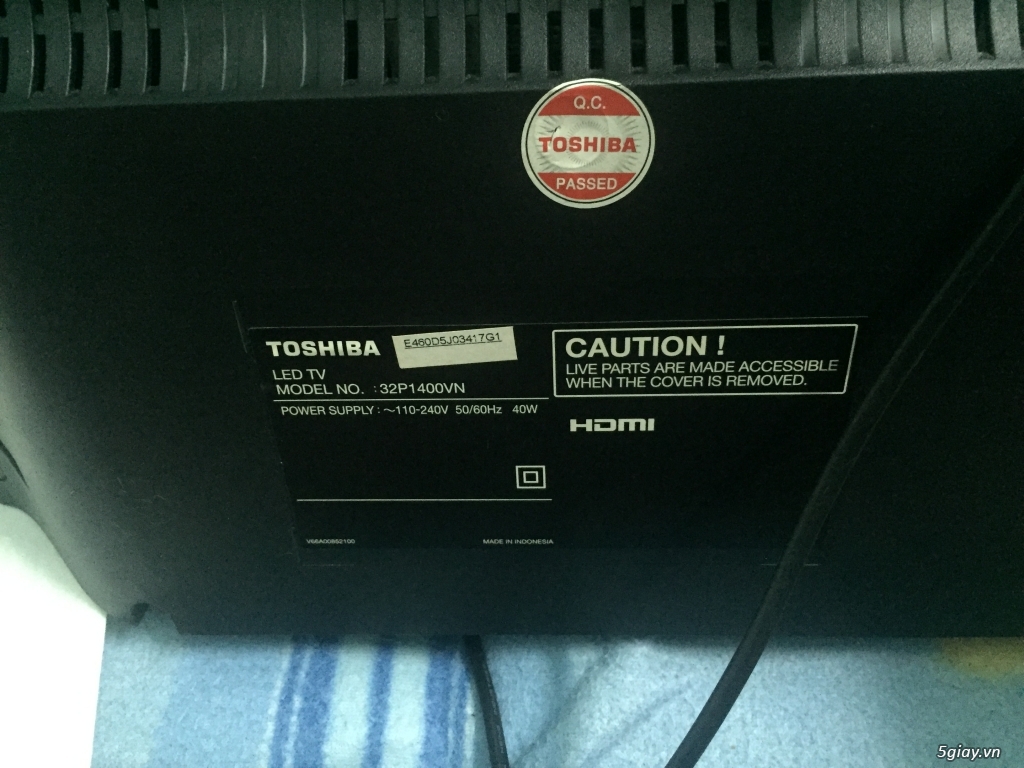 Q.C.
TOSHIBA
PASSED
TOSHIBA
E460D5J03417G1
LED TV
MODEL NO. : 32P1400VN
POWER SUPPLY : ~110-240V 50/60Hz 40W
CAUTION !
LIVE PARTS ARE MADE ACCESSIBLE
WHEN THE COVER IS REMOVED.
HDMI
V68A00862100
MADE IN INDONESIA
5giay.vn